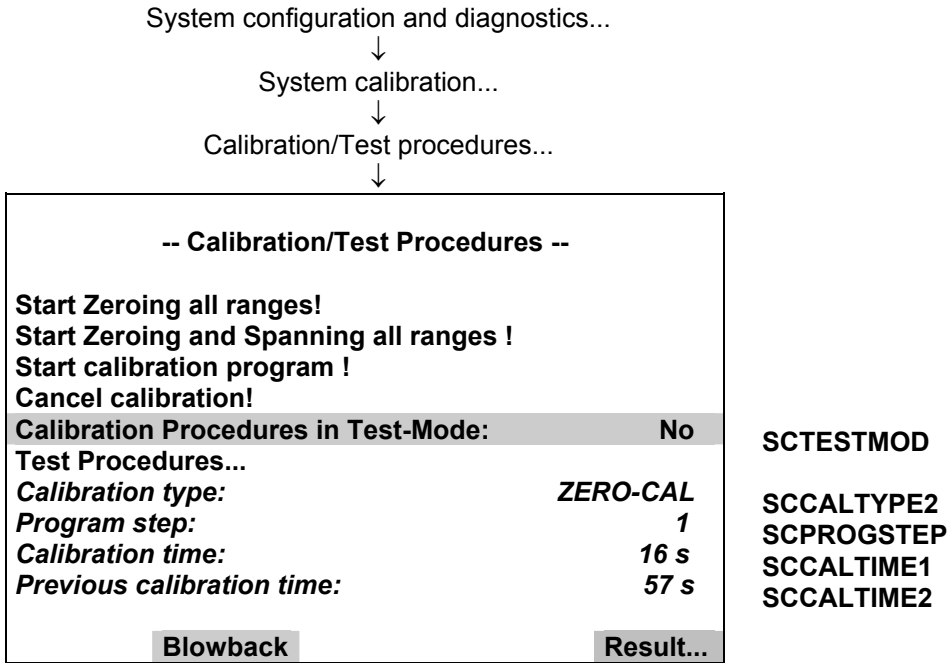 System configuration and diagnostics...
↓
System calibration...
↓
Calibration/Test procedures...
↓
-- Calibration/Test Procedures --
Start Zeroing all ranges!
Start Zeroing and Spanning all ranges !
Start calibration program !
Cancel calibration!
Calibration Procedures in Test-Mode: No SCTESTMOD
Test Procedures...
Calibration type: ZERO-CAL SCCALTYPE2
Program step: 1 SCPROGSTEP
Calibration time: 16 s SCCALTIME1
Previous calibration time: 57 s SCCALTIME2
Blowback Result...